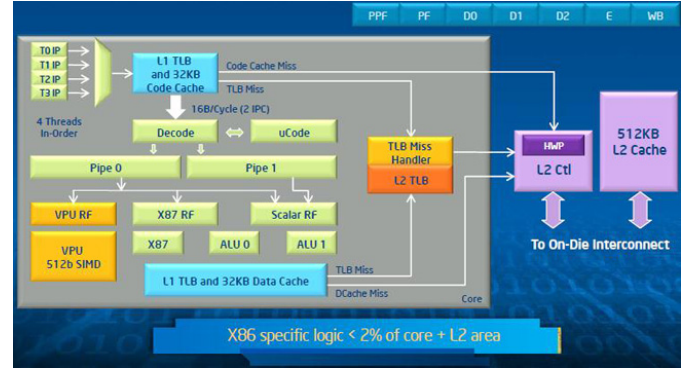 PPF PF D0 D1 D2 E WB
T0 IP
T1 IP
T2 IP
T3 IP
4 Threads
In-Order
L1 TLB
and 32KB
Code Cache
Code Cache Miss
TLB Miss
16B/Cycle (2 IPC)
Decode
uCode
Pipe 0
Pipe 1
TLB Miss
Handler
L2 TLB
HWP
L2 Ctl
512KB
L2 Cache
VPU RF
X87 RF
Scalar RF
VPU
512b SIMD
X87
ALU 0
ALU 1
To On-Die Interconnect
L1 TLB and 32KB Data Cache
TLB Miss
DCache Miss
Core
X86 specific logic < 2% of core + L2 area